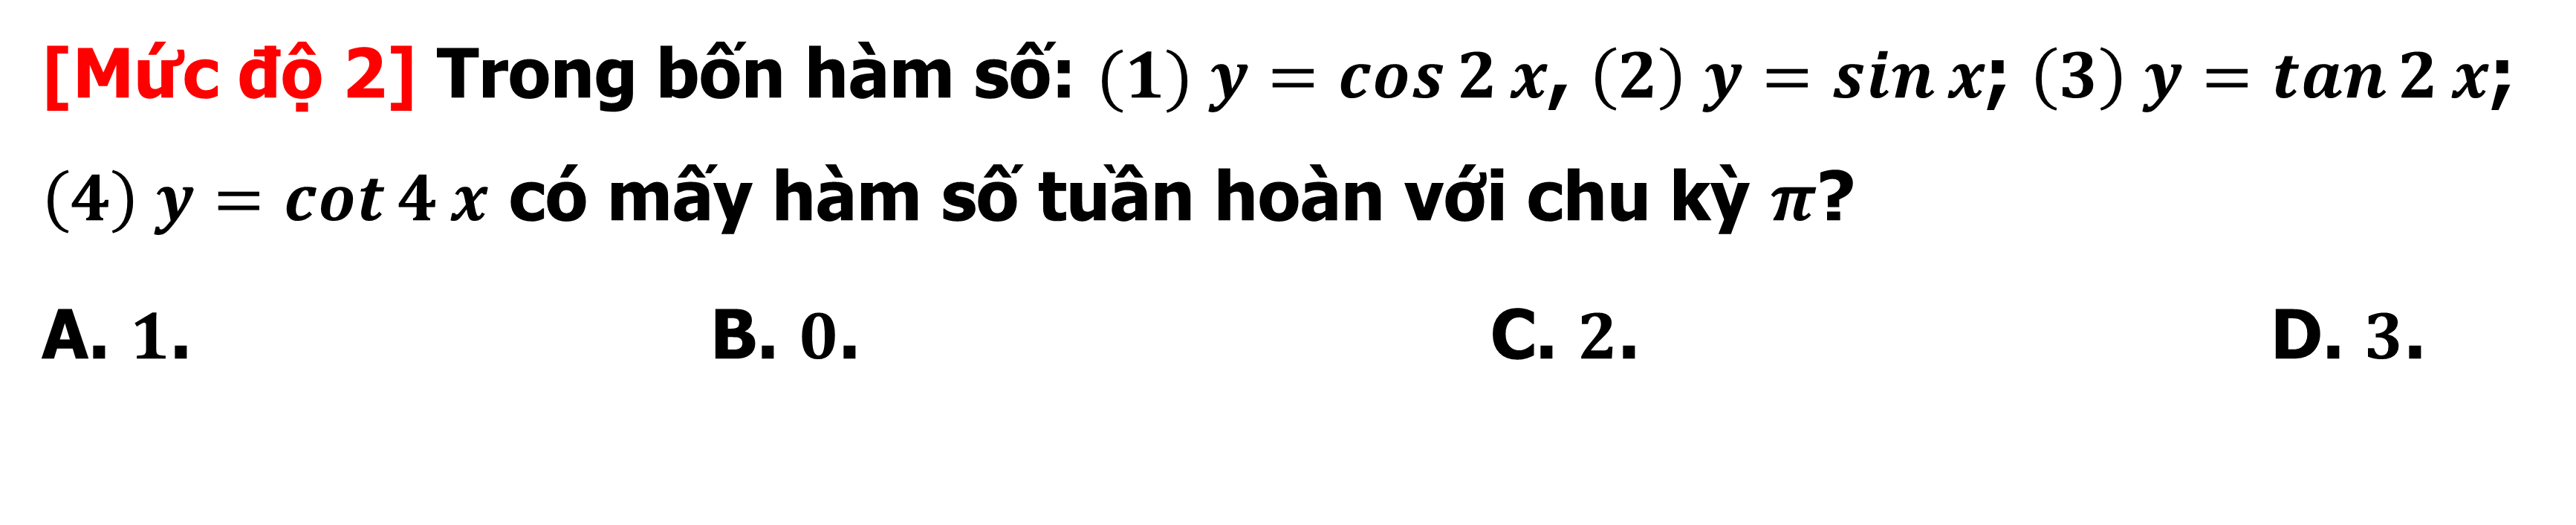 [Mức độ 2] Trong bốn hàm số: (1) y = cos 2 x, (2) y = sin x; (3) y = tan 2 x;
(4) y = cot 4 x có mấy hàm số tuần hoàn với chu kỳ π?
A. 1. B. 0. C. 2. D. 3.